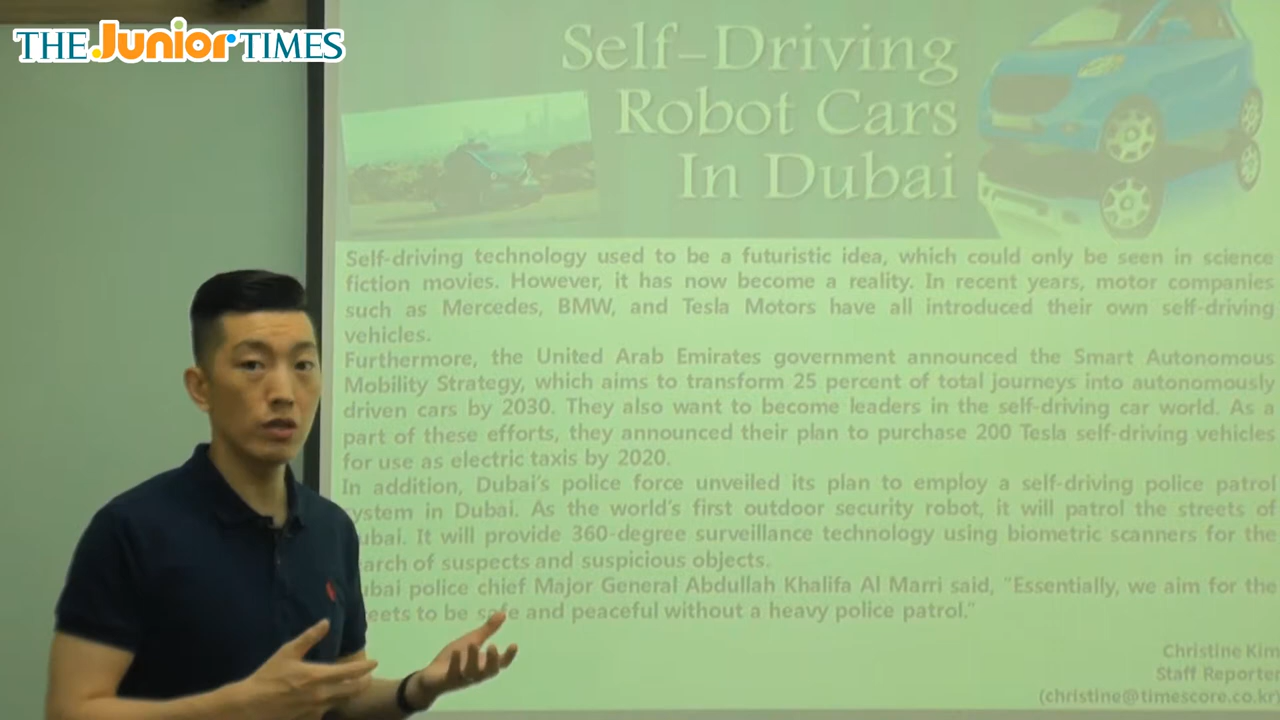 THE Junior TIMES
Self-Driving
Robot Cars
In Dubai
Self-driving technology used to be a futuristic idea, which could only be seen in science
fiction movies. However, it has now become a reality. In recent years, motor companies
such as Mercedes, BMW, and Tesla Motors have all introduced their own self-driving
vehicles.
Furthermore, the United Arab Emirates government announced the Smart Autonomous
Mobility Strategy, which aims to transform 25 percent of total journeys into autonomously
driven cars by 2030. They also want to become leaders in the self-driving car world. As a
part of these efforts, they announced their plan to purchase 200 Tesla self-driving vehicles
for use as electric taxis by 2020.
In addition, Dubai's police force unveiled its plan to employ a self-driving police patrol
ystem in Dubai. As the world's first outdoor security robot, it will patrol the streets of
ubai. It will provide 360-degree surveillance technology using biometric scanners for the
arch of suspects and suspicious objects.
ubai police chief Major General Abdullah Khalifa Al Marri said, "Essentially, we aim for the
eets to be safe and peaceful without a heavy police patrol."
Christine Kim
Staff Reporter
(christine@timescore.co.kr)